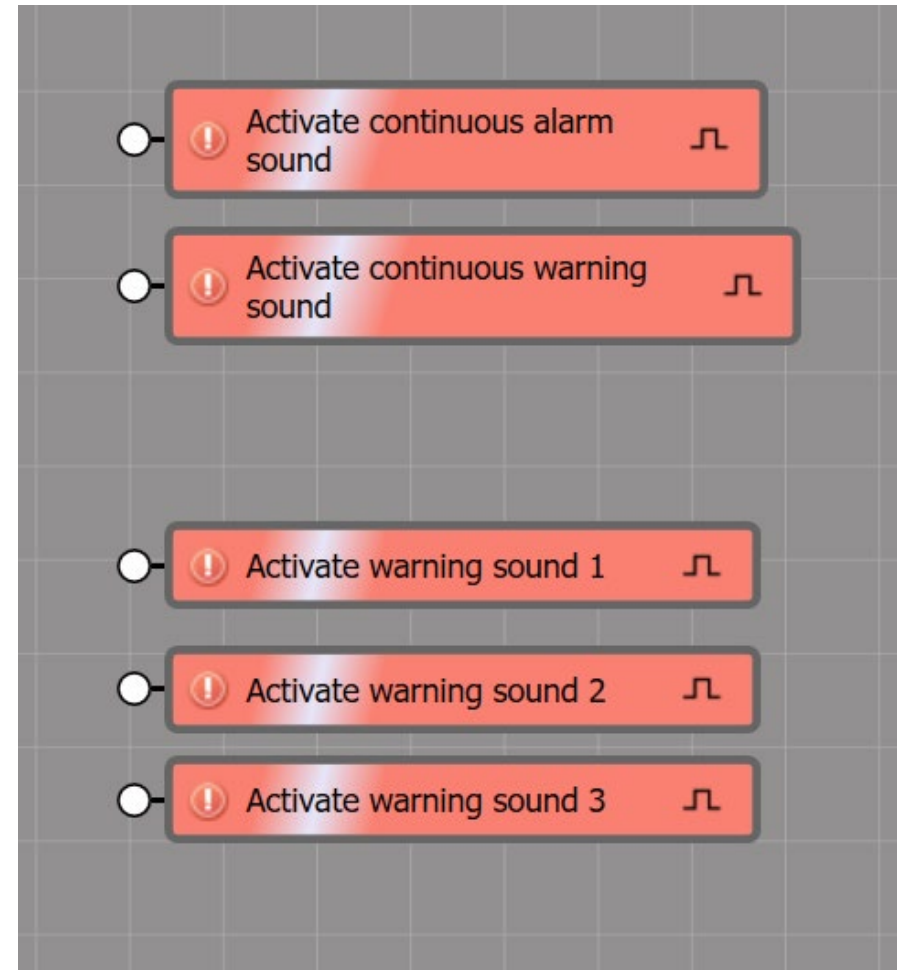 Activate continuous alarm
sound
Activate continuous warning
sound
Activate warning sound 1
Activate warning sound 2
Activate warning sound 3